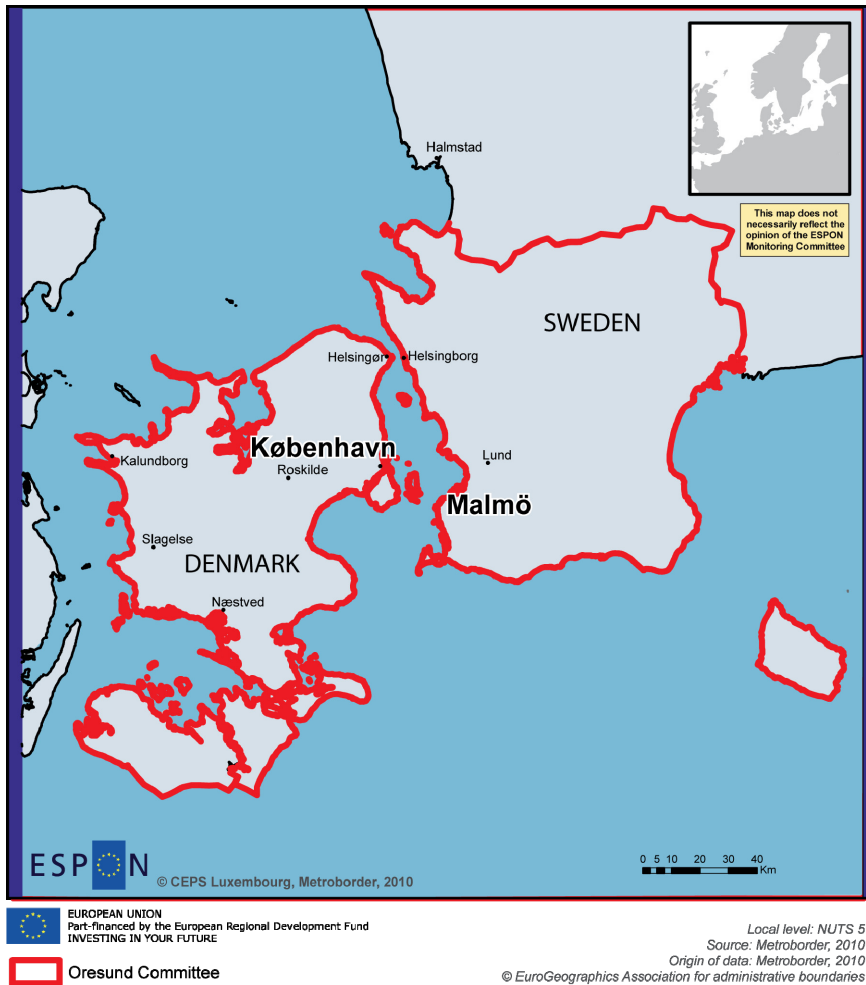 Halmstad
This map does not
necessarily reflect the
opinion of the ESPON
Monitoring Committee
SWEDEN
Helsingør
Helsingborg
København
Kalundborg
Roskilde
Lund
Malmö
Slagelse
DENMARK
Næstved
0 5 10 20 30 40
Km
ESPON
© CEPS Luxembourg, Metroborder, 2010
EUROPEAN UNION
Part-financed by the European Regional Development Fund
INVESTING IN YOUR FUTURE
Oresund Committee
Local level: NUTS 5
Source: Metroborder, 2010
Origin of data: Metroborder, 2010
© EuroGeographics Association for administrative boundaries